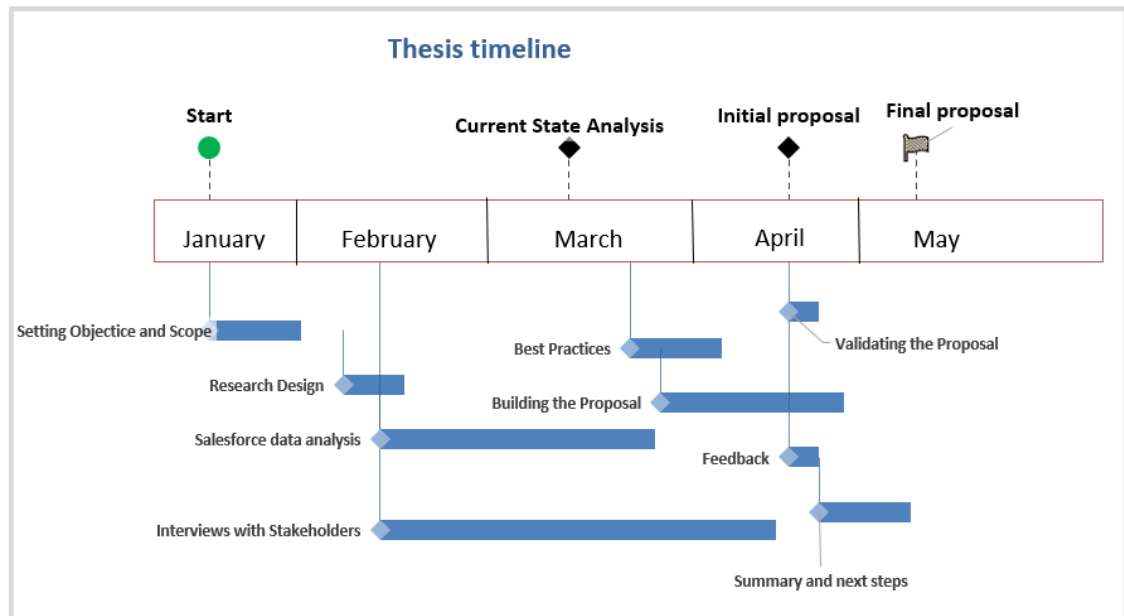 Thesis timeline
Start
Current State Analysis
Initial proposal
Final proposal
January
February
March
April
May
Setting Objectice and Scope
Research Design
Salesforce data analysis
Interviews with Stakeholders
Best Practices
Building the Proposal
Validating the Proposal
Feedback
Summary and next steps